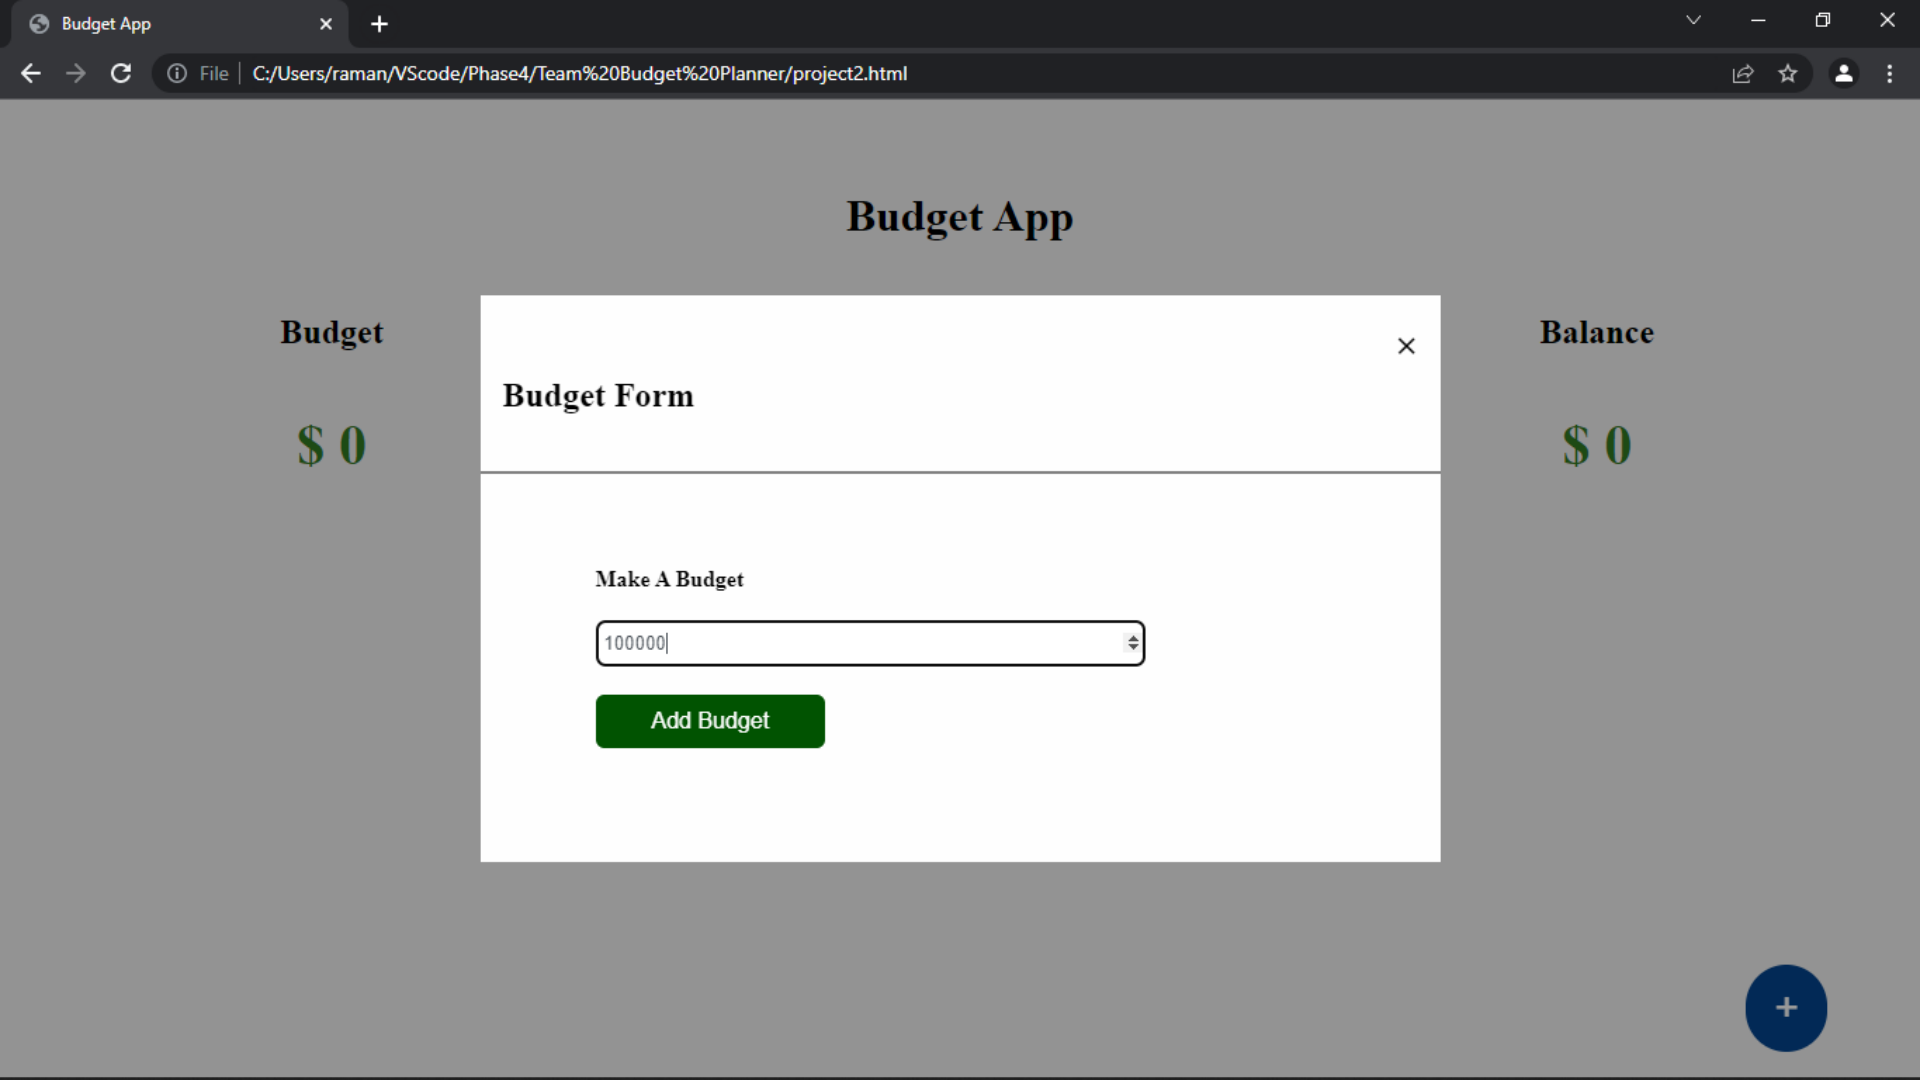 Budget App
File C:/Users/raman/VScode/Phase4/Team%20Budget%20Planner/project2.html
Budget App
Budget
$ 0
Balance
$ 0
Budget Form
Make A Budget
100000
Add Budget
+